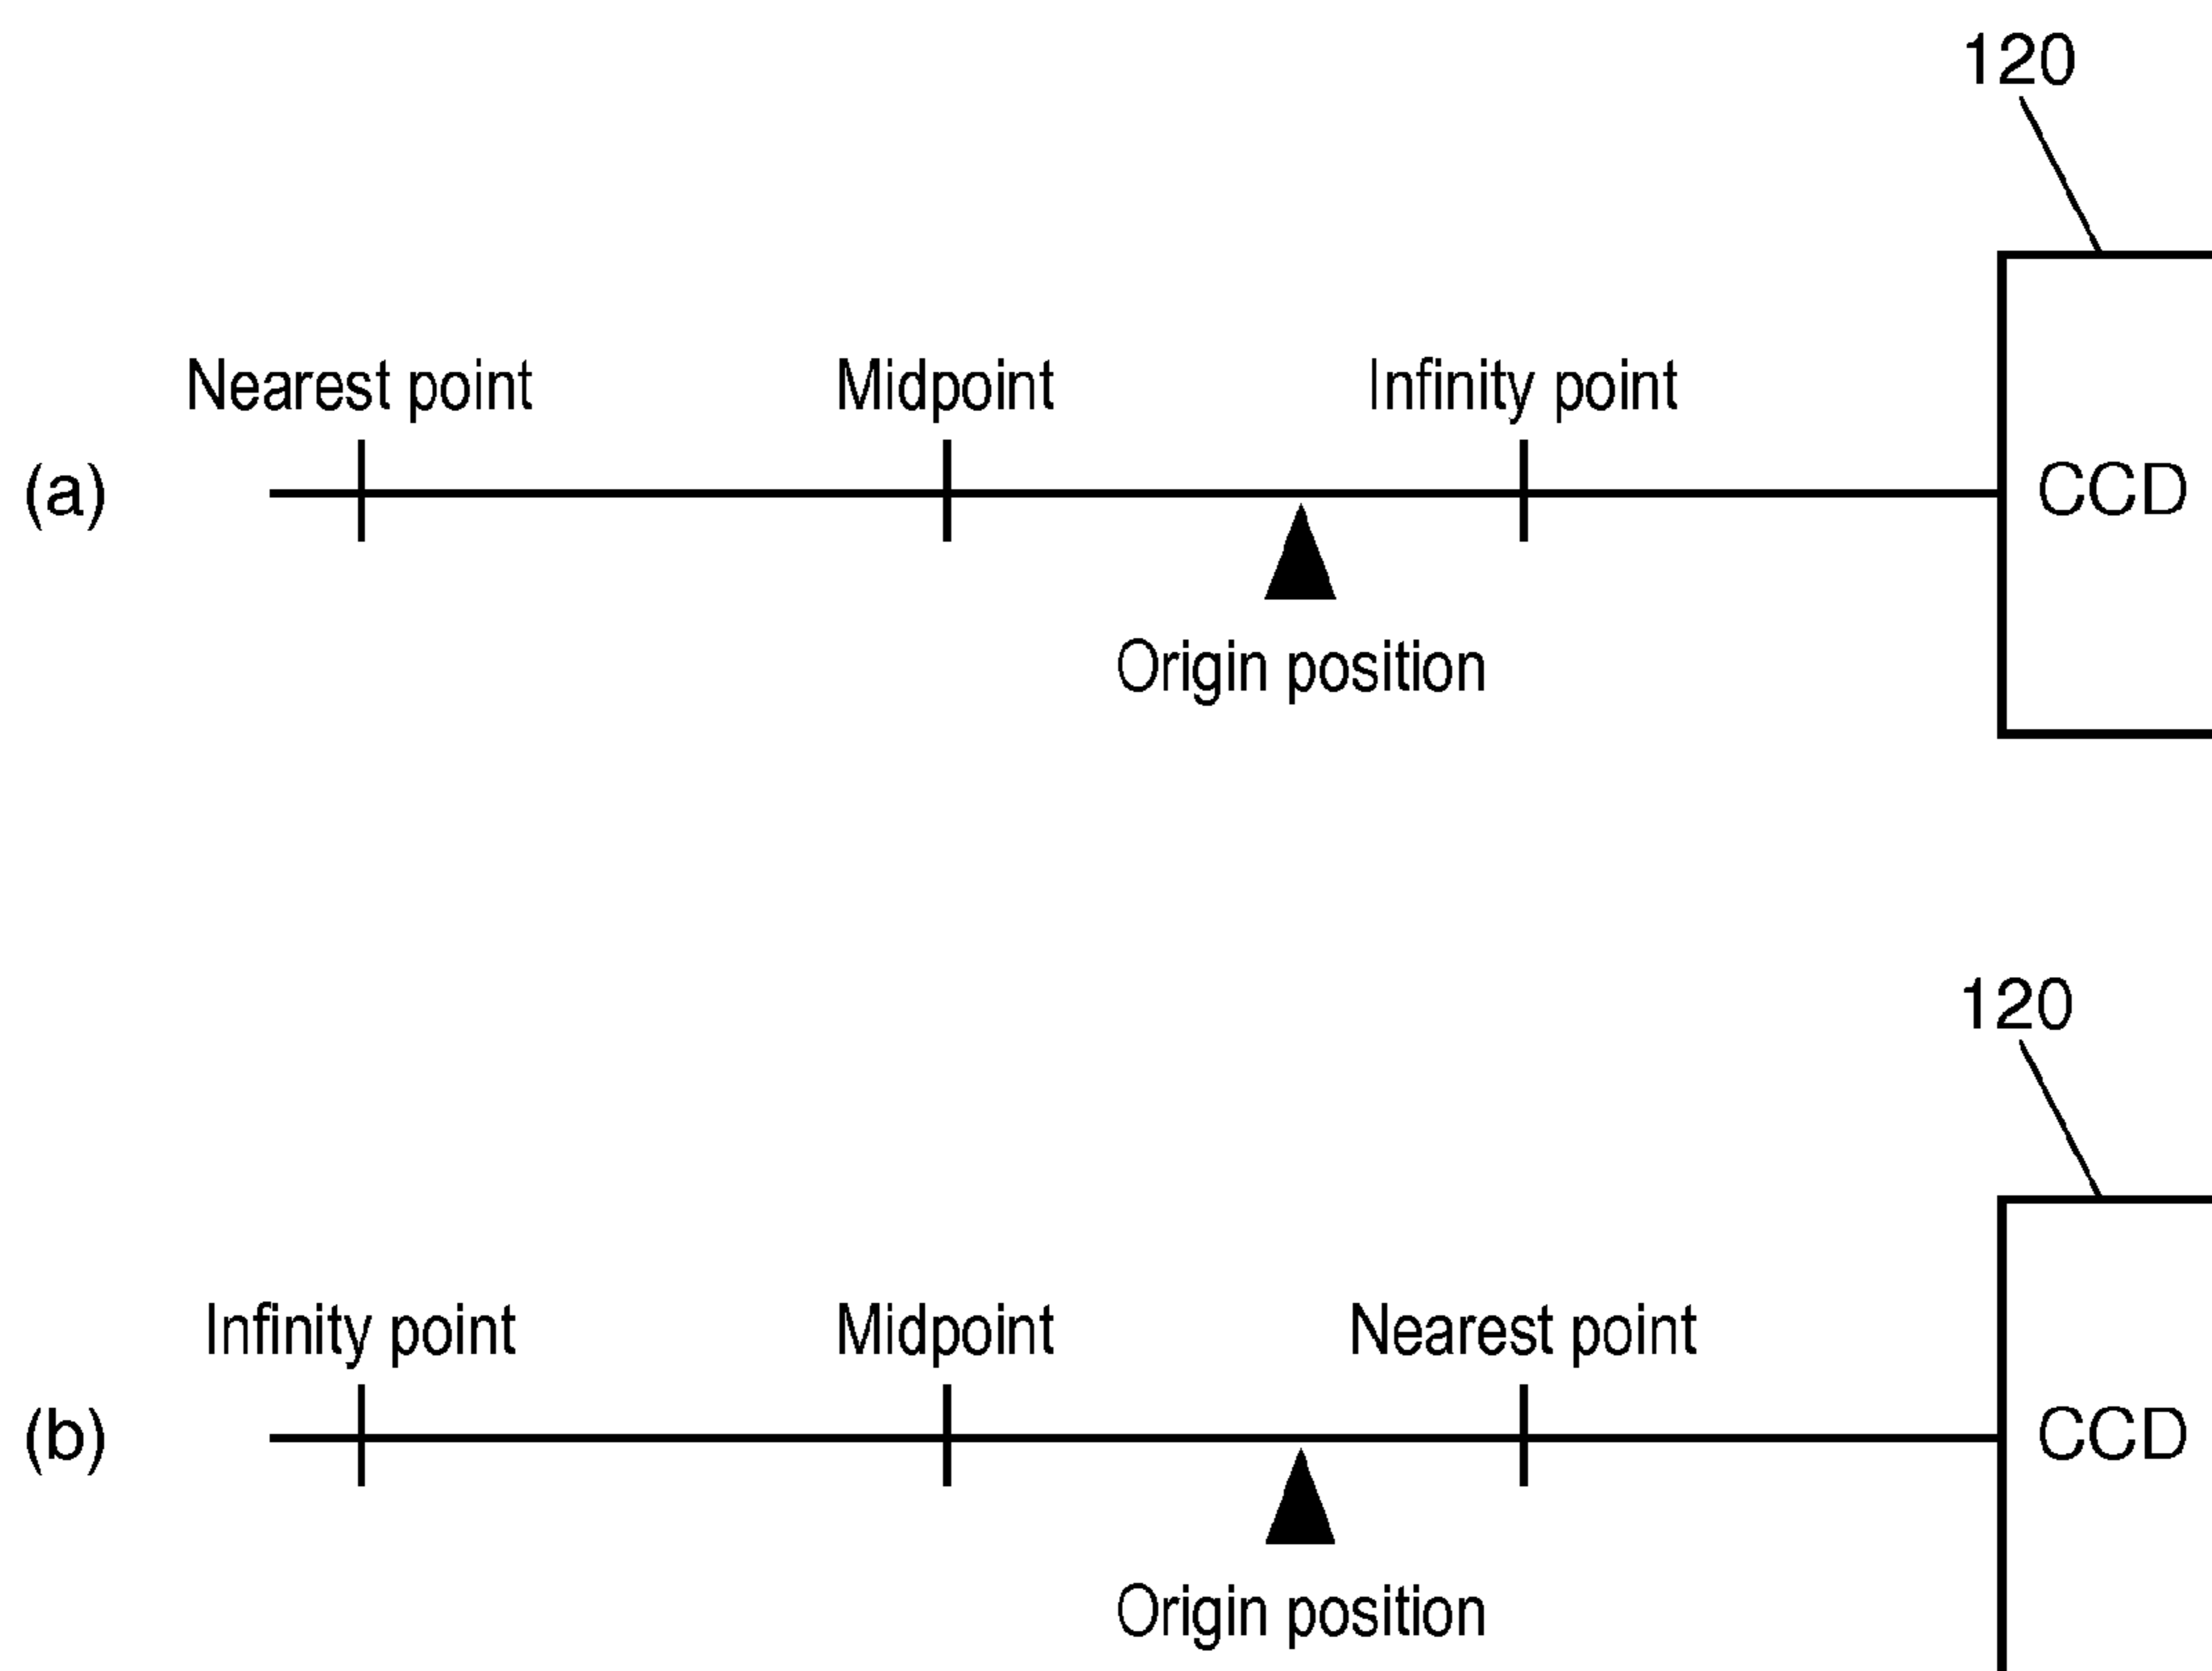 120
Nearest point Midpoint Infinity point
(a) CCD
Origin position
120
Infinity point Midpoint Nearest point
(b) CCD
Origin position